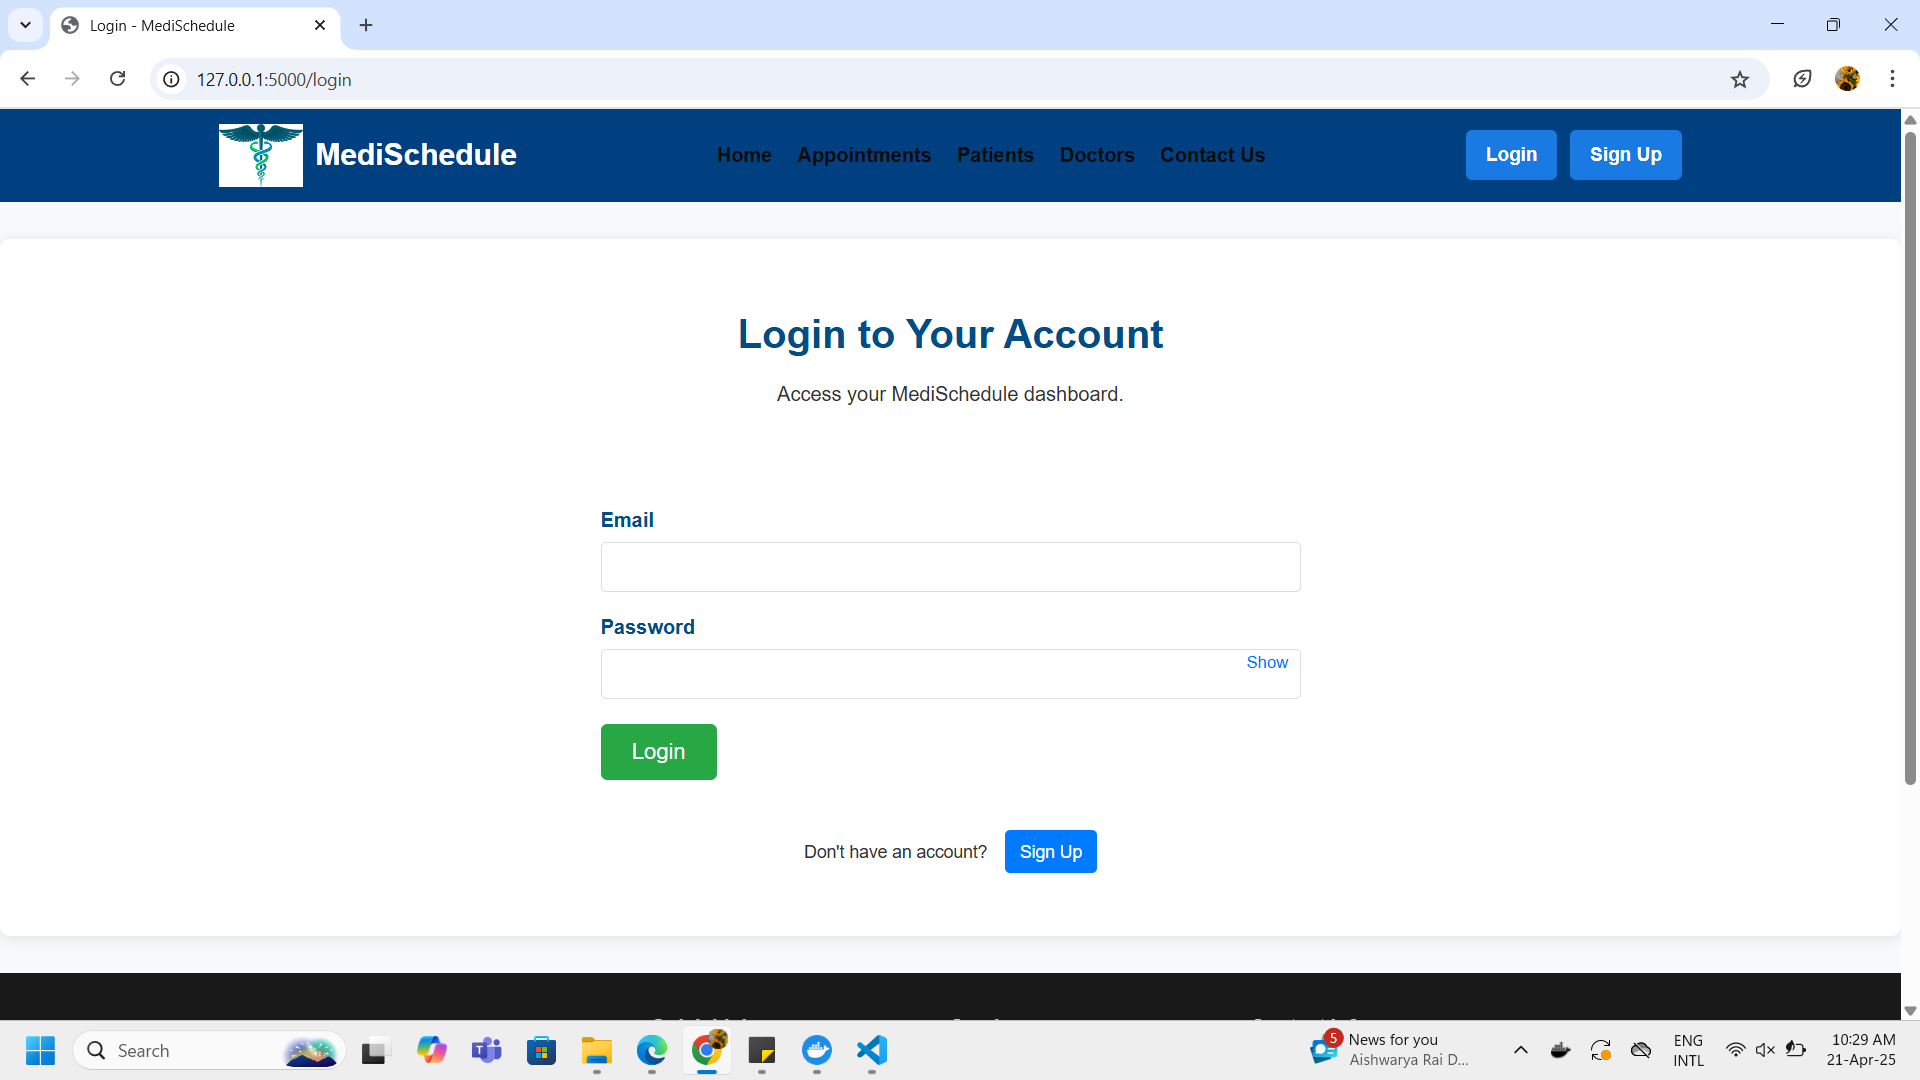 Login - MediSchedule
127.0.0.1:5000/login
MediSchedule
Home Appointments Patients Doctors Contact Us
Login Sign Up
Login to Your Account
Access your MediSchedule dashboard.
Email
Password
Show
Login
Don't have an account? Sign Up
Search
5
News for you
Aishwarya Rai D...
ENG
INTL
10:29 AM
21-Apr-25